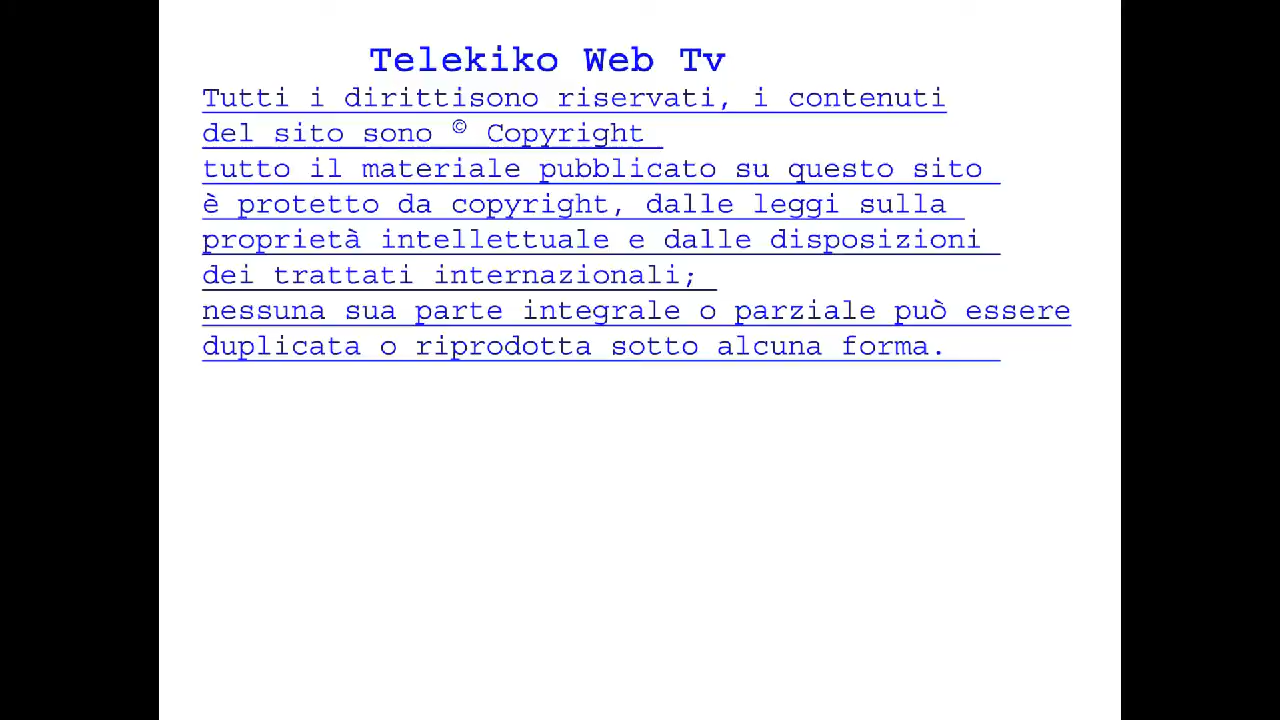 Telekiko Web Tv
Tutti i dirittisono riservati, i contenuti
del sito sono © Copyright
tutto il materiale pubblicato su questo sito
è protetto da copyright, dalle leggi sulla
proprietà intellettuale e dalle disposizioni
dei trattati internazionali;
nessuna sua parte integrale o parziale può essere
duplicata o riprodotta sotto alcuna forma.